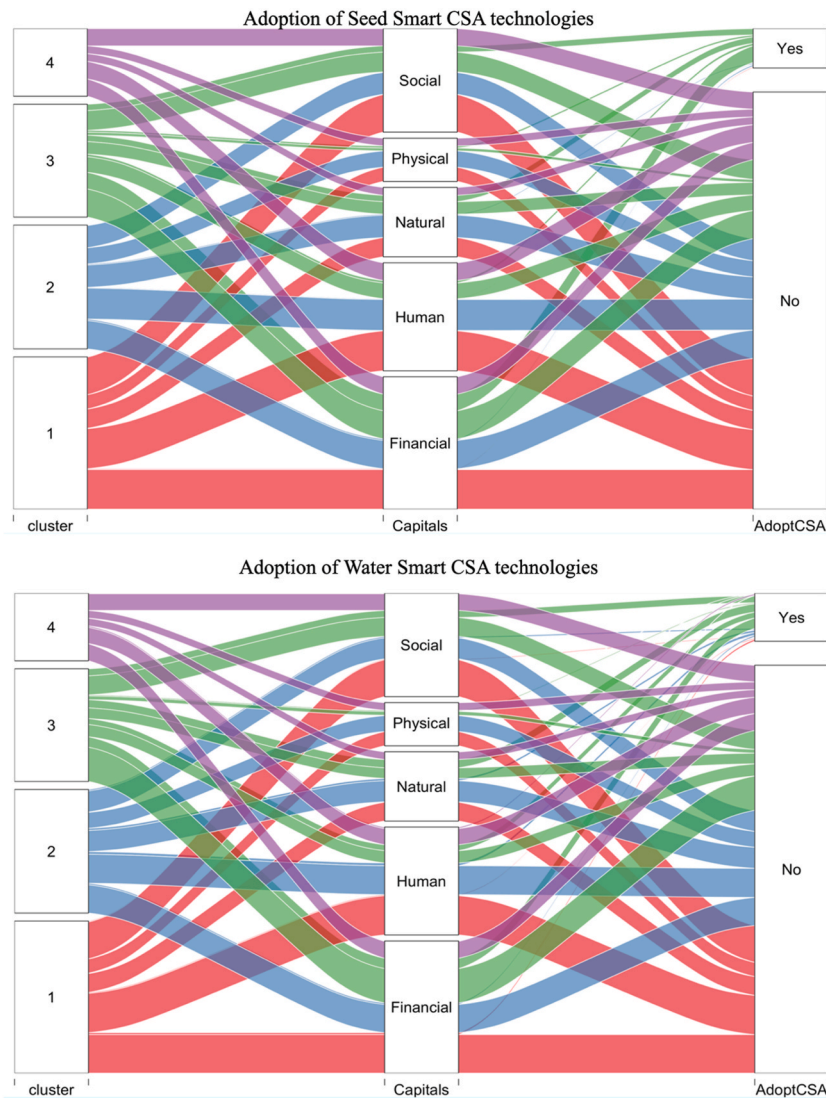 Adoption of Seed Smart CSA technologies
4
3
2
1
Social
Physical
Natural
Human
Financial
Yes
No
cluster
Capitals
AdoptCSA
Adoption of Water Smart CSA technologies
4
3
2
1
Social
Physical
Natural
Human
Financial
Yes
No
cluster
Capitals
AdoptCSA